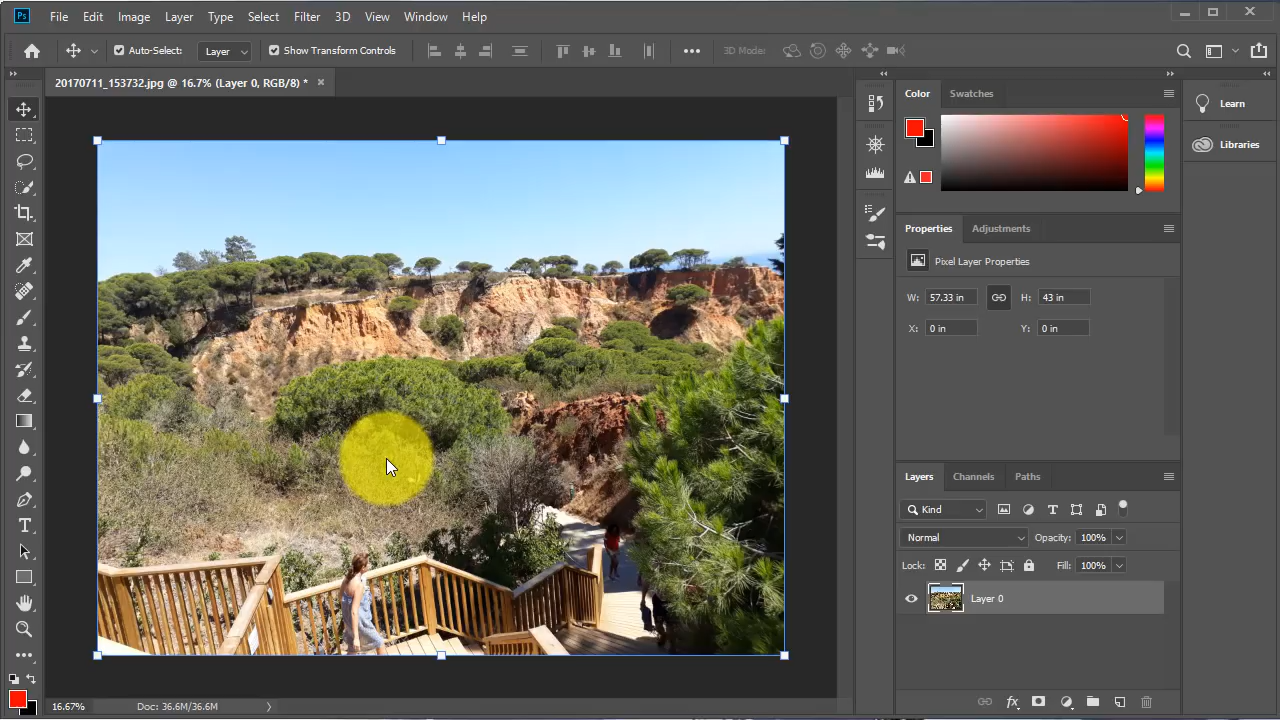 Ps File Edit Image Layer Type Select Filter 3D View Window Help
Auto-Select: Layer Show Transform Controls 3D Mode:
20170711_153732.jpg @ 16.7% (Layer 0, RGB/8) *
Color Swatches
Learn
Libraries
Properties Adjustments
Pixel Layer Properties
W: 57.33 in H: 43 in
X: 0 in Y: 0 in
Layers Channels Paths
Kind
Normal Opacity: 100%
Lock: Fill: 100%
Layer 0
16.67% Doc: 36.6M/36.6M